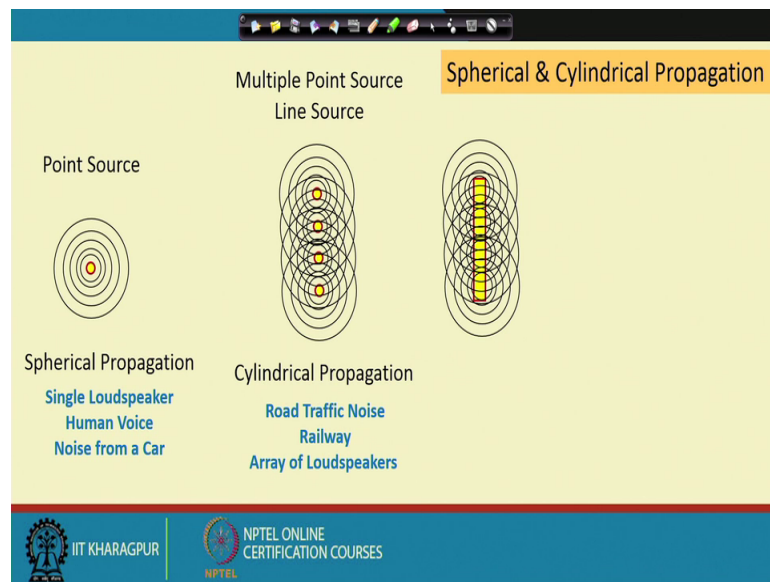 Spherical & Cylindrical Propagation
Multiple Point Source
Line Source
Point Source
Spherical Propagation
Single Loudspeaker
Human Voice
Noise from a Car
Cylindrical Propagation
Road Traffic Noise
Railway
Array of Loudspeakers
IIT KHARAGPUR
NPTEL
NPTEL ONLINE
CERTIFICATION COURSES